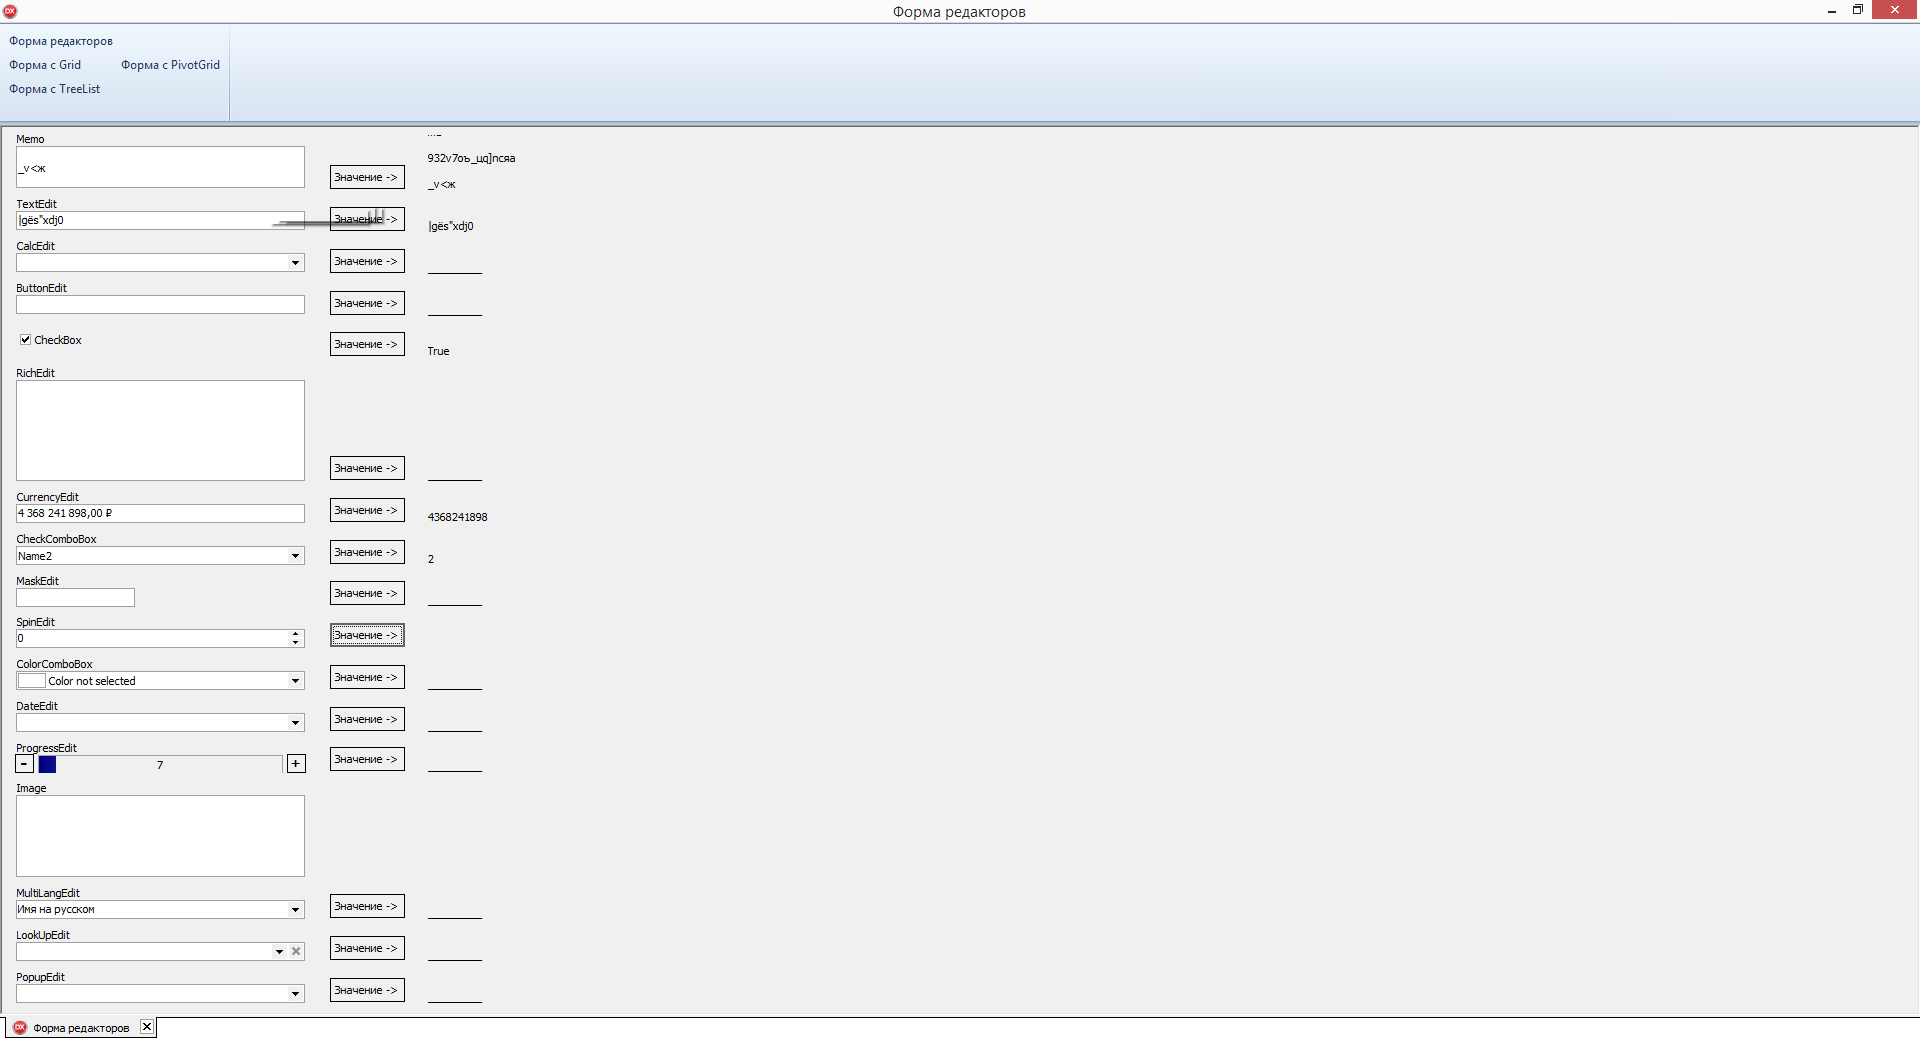 Форма редакторов
Форма редакторов
Форма с Grid Форма с PivotGrid
Форма с TreeList
Memo
932v7оъ_цq]nсяа
_v<ж Значение -> _v<ж
TextEdit
|gёs"xdj0 Значение -> |gёs"xdj0
CalcEdit
Значение ->
ButtonEdit
Значение ->
CheckBox Значение -> True
RichEdit
Значение ->
CurrencyEdit
4 368 241 898,00 ₽ Значение -> 4368241898
CheckComboBox
Name2 Значение -> 2
MaskEdit
Значение ->
SpinEdit
0 Значение ->
ColorComboBox
Color not selected Значение ->
DateEdit
Значение ->
ProgressEdit
- 7 + Значение ->
Image
MultiLangEdit
Имя на русском Значение ->
LookUpEdit
Значение ->
PopupEdit
Значение ->
Форма редакторов